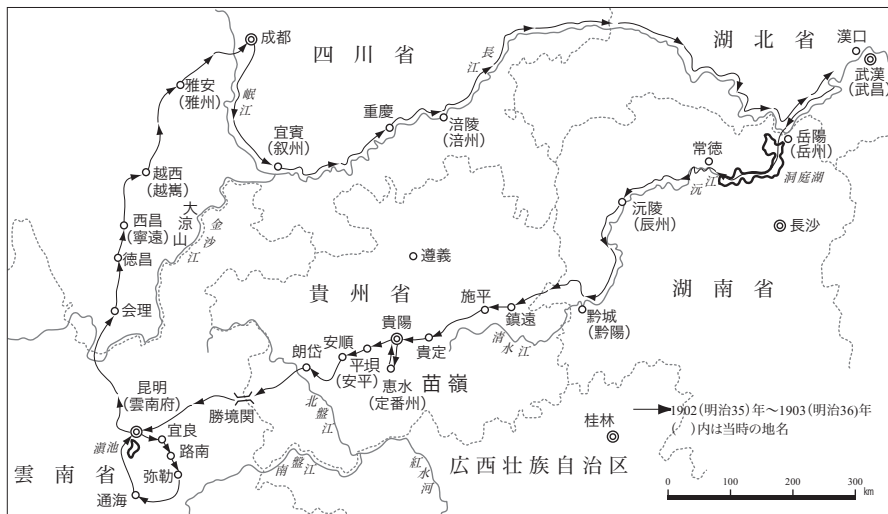 成都
四川省
長江
湖北省
漢口
武漢
(武昌)
雅安
(雅州)
岷江
宜賓
(叙州)
重慶
涪陵
(涪州)
岳陽
(岳州)
洞庭湖
常徳
沅江
沅陵
(辰州)
長沙
越西
(越嶲)
大涼山
金沙江
西昌
(寧遠)
徳昌
会理
遵義
貴州省
湖南省
施平
鎮遠
黔城
(黔陽)
清水江
貴陽
貴定
安順
平坝
(安平)
朗岱
恵水
(定番州)
苗嶺
昆明
(雲南府)
勝境関
北盤江
滇池
宜良
路南
弥勒
通海
雲南省
南盤江
紅水河
桂林
広西壮族自治区
1902(明治35)年～1903(明治36)年
( )内は当時の地名
0 100 200 300
km